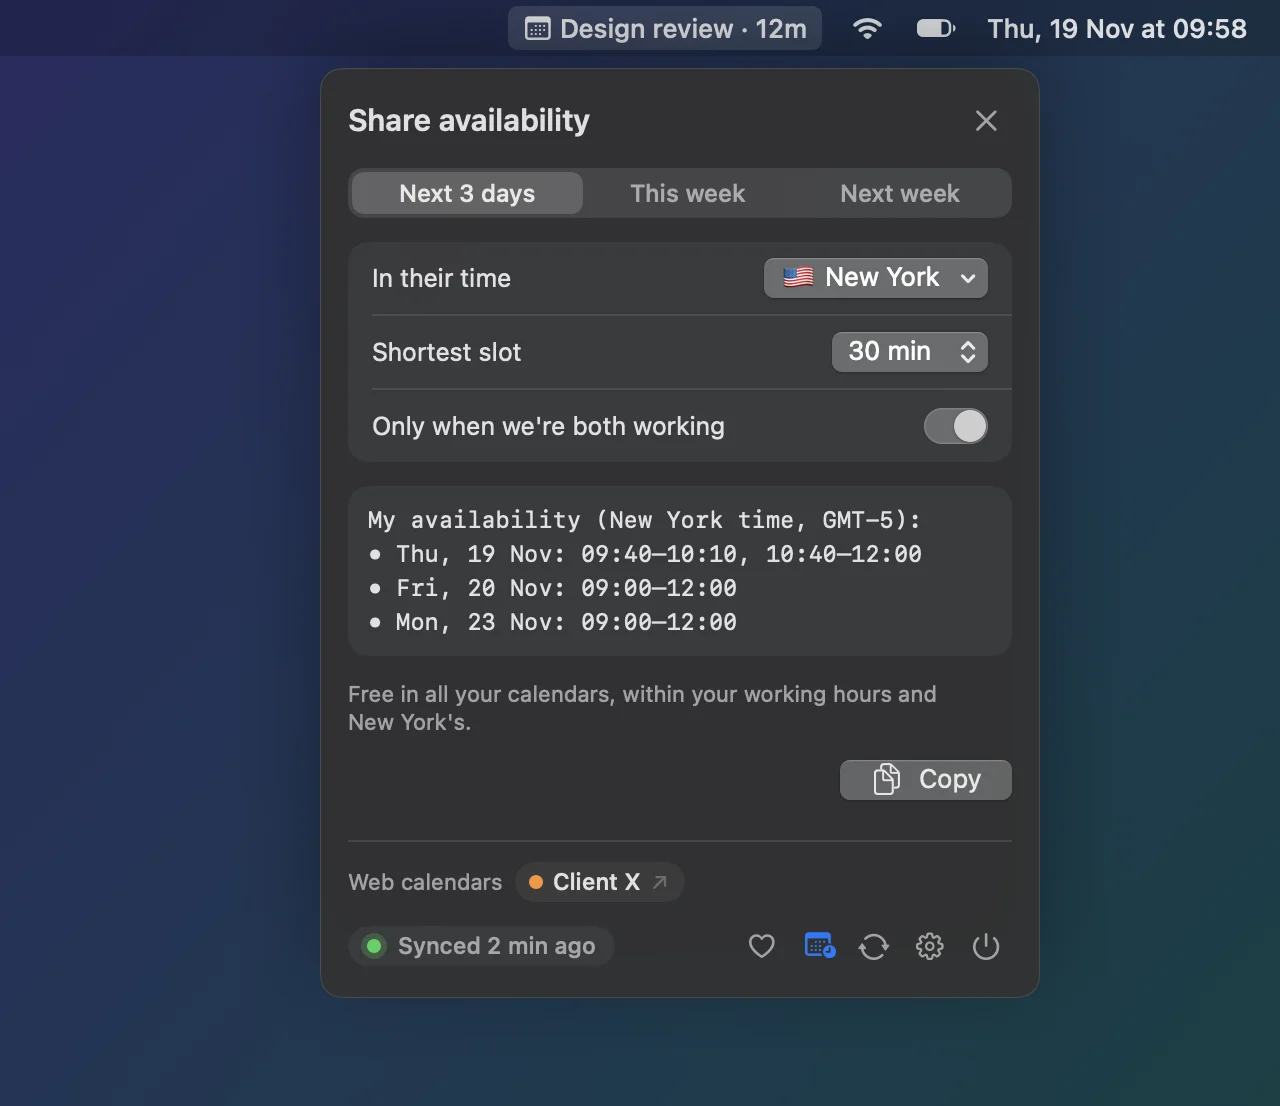 Design review · 12m
Thu, 19 Nov at 09:58
Share availability
Next 3 days
This week
Next week
In their time
New York
Shortest slot
30 min
Only when we're both working
My availability (New York time, GMT−5):
• Thu, 19 Nov: 09:40–10:10, 10:40–12:00
• Fri, 20 Nov: 09:00–12:00
• Mon, 23 Nov: 09:00–12:00
Free in all your calendars, within your working hours and
New York's.
Copy
Web calendars
Client X
Synced 2 min ago